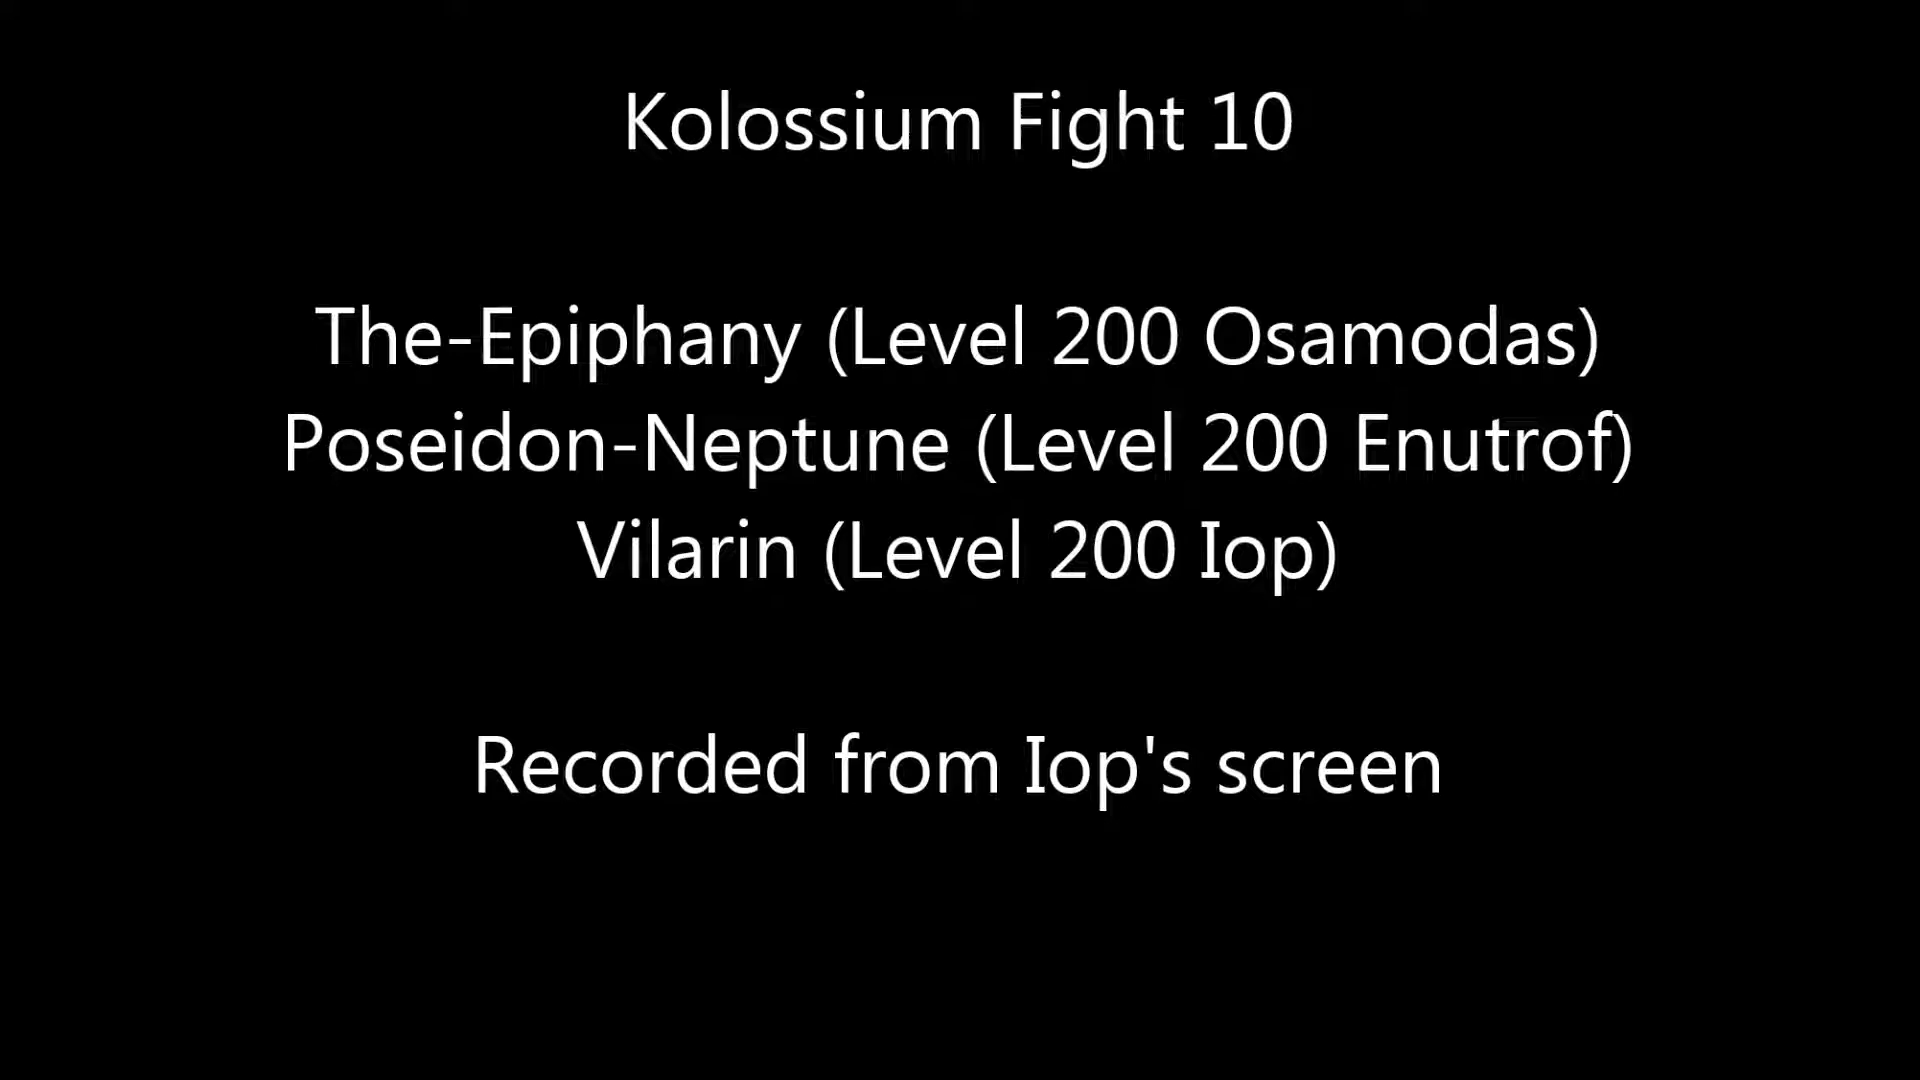 Kolossium Fight 10
The-Epiphany (Level 200 Osamodas)
Poseidon-Neptune (Level 200 Enutrof)
Vilarin (Level 200 Iop)
Recorded from Iop's screen